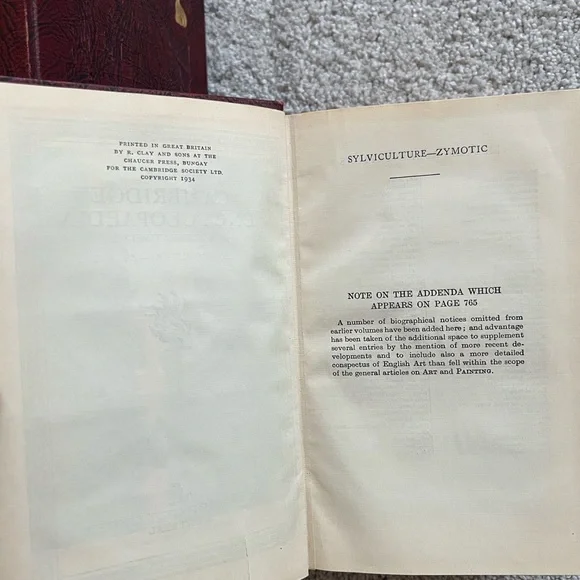 PRINTED IN GREAT BRITAIN
BY R. CLAY AND SONS AT THE
CHAUCER PRESS, BUNGAY
FOR THE CAMBRIDGE SOCIETY LTD.
COPYRIGHT 1934
SYLVICULTURE—ZYMOTIC
NOTE ON THE ADDENDA WHICH
APPEARS ON PAGE 765
A number of biographical notices omitted from
earlier volumes have been added here; and advantage
has been taken of the additional space to supplement
several entries by the mention of more recent de-
velopments and to include also a more detailed
conspectus of English Art than fell within the scope
of the general articles on ART and PAINTING.